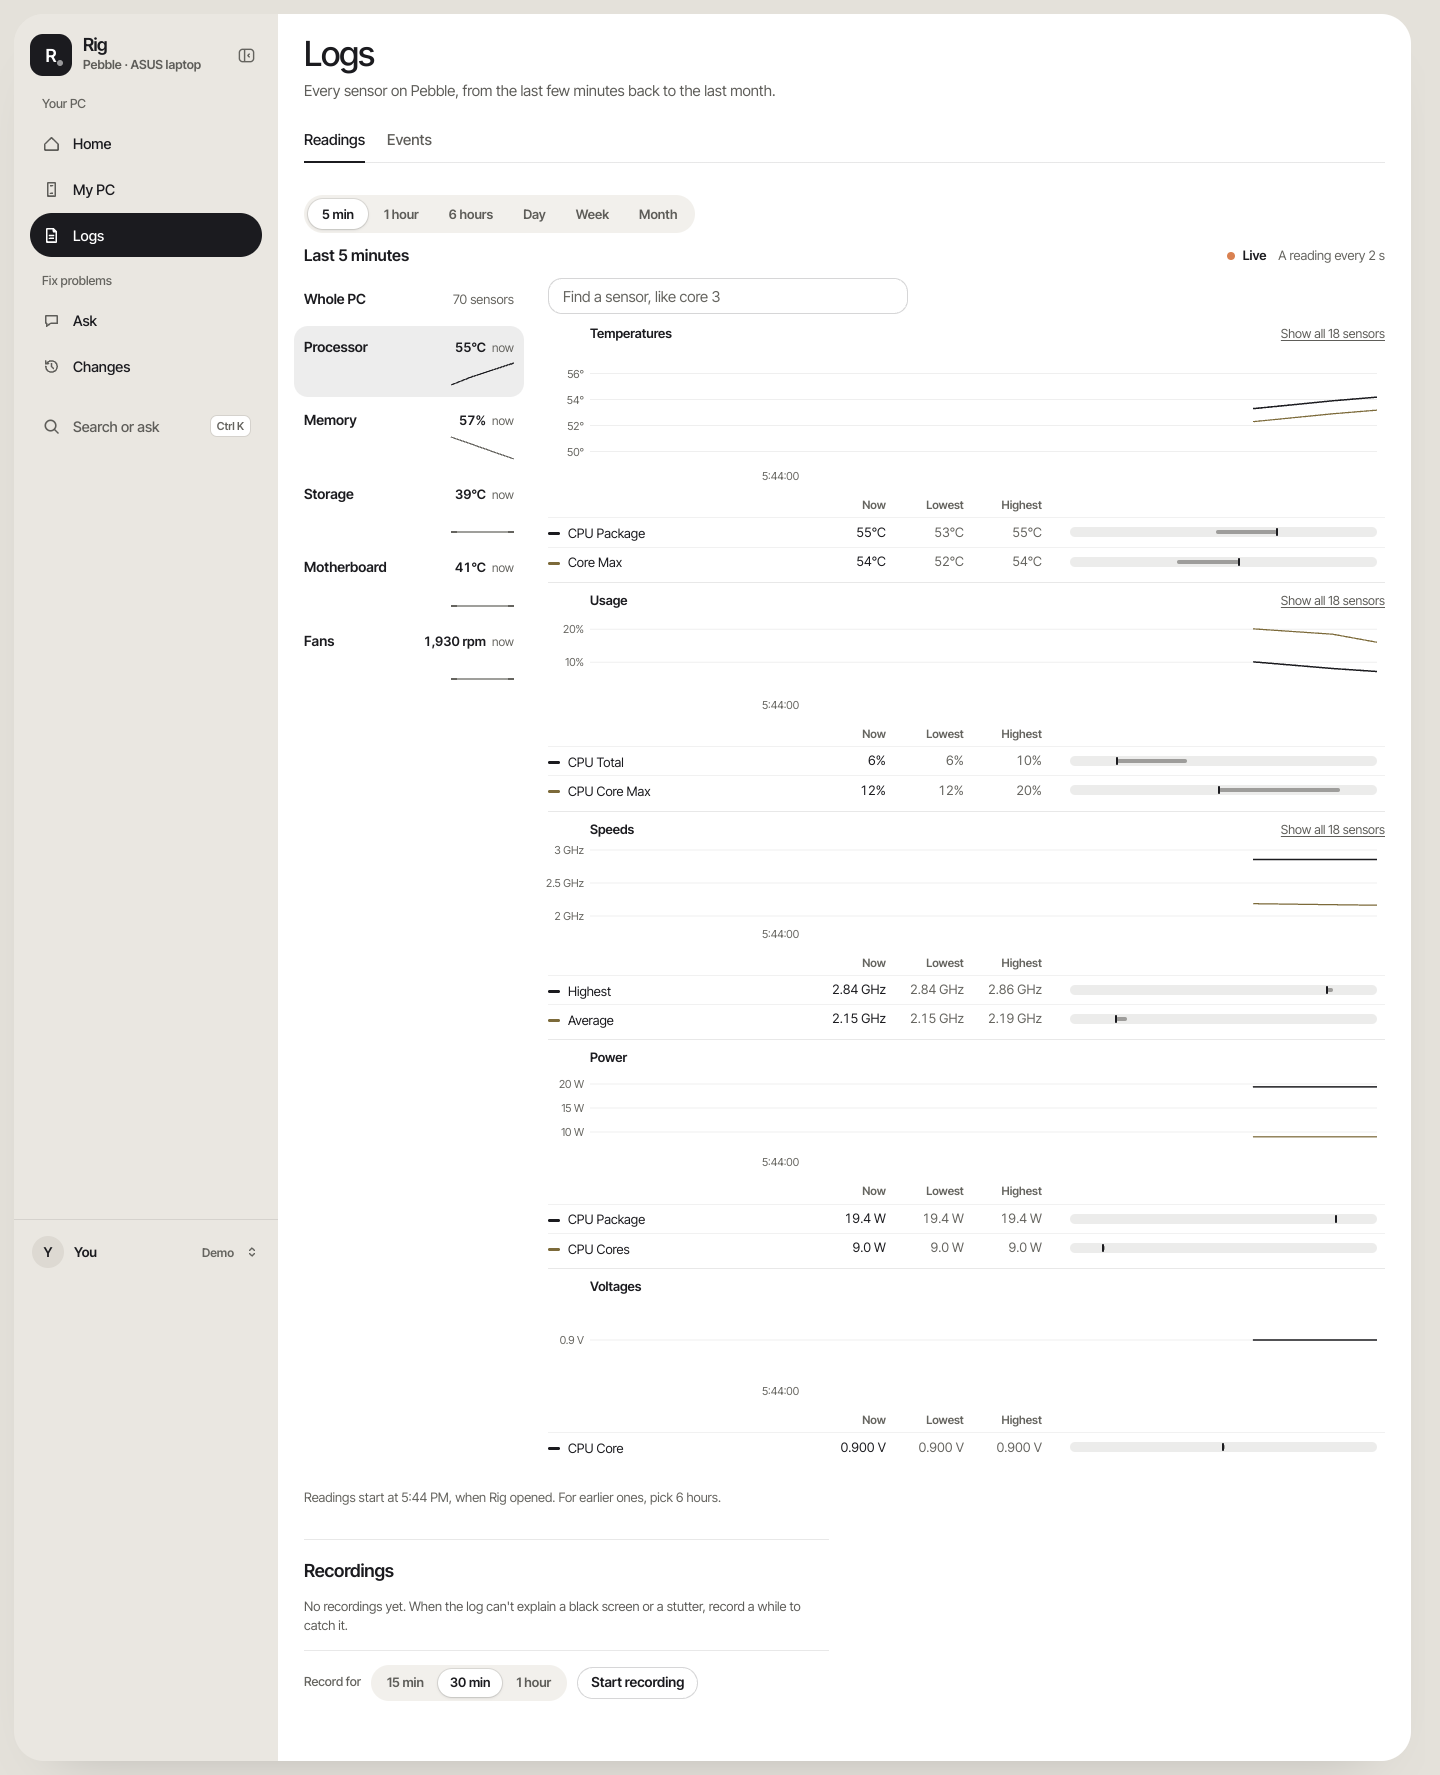 R.
Rig
Pebble · ASUS laptop
Your PC
Home
My PC
Logs
Fix problems
Ask
Changes
Search or ask
Ctrl K
Y
You
Demo
Logs
Every sensor on Pebble, from the last few minutes back to the last month.
Readings
Events
5 min
1 hour
6 hours
Day
Week
Month
Last 5 minutes
Live
A reading every 2 s
Whole PC
70 sensors
Processor
55°C now
Memory
57% now
Storage
39°C now
Motherboard
41°C now
Fans
1,930 rpm now
Find a sensor, like core 3
Temperatures
Show all 18 sensors
56°
54°
52°
50°
5:44:00
Now Lowest Highest
CPU Package 55°C 53°C 55°C
Core Max 54°C 52°C 54°C
Usage
Show all 18 sensors
20%
10%
5:44:00
Now Lowest Highest
CPU Total 6% 6% 10%
CPU Core Max 12% 12% 20%
Speeds
Show all 18 sensors
3 GHz
2.5 GHz
2 GHz
5:44:00
Now Lowest Highest
Highest 2.84 GHz 2.84 GHz 2.86 GHz
Average 2.15 GHz 2.15 GHz 2.19 GHz
Power
20 W
15 W
10 W
5:44:00
Now Lowest Highest
CPU Package 19.4 W 19.4 W 19.4 W
CPU Cores 9.0 W 9.0 W 9.0 W
Voltages
0.9 V
5:44:00
Now Lowest Highest
CPU Core 0.900 V 0.900 V 0.900 V
Readings start at 5:44 PM, when Rig opened. For earlier ones, pick 6 hours.
Recordings
No recordings yet. When the log can't explain a black screen or a stutter, record a while to
catch it.
Record for
15 min
30 min
1 hour
Start recording